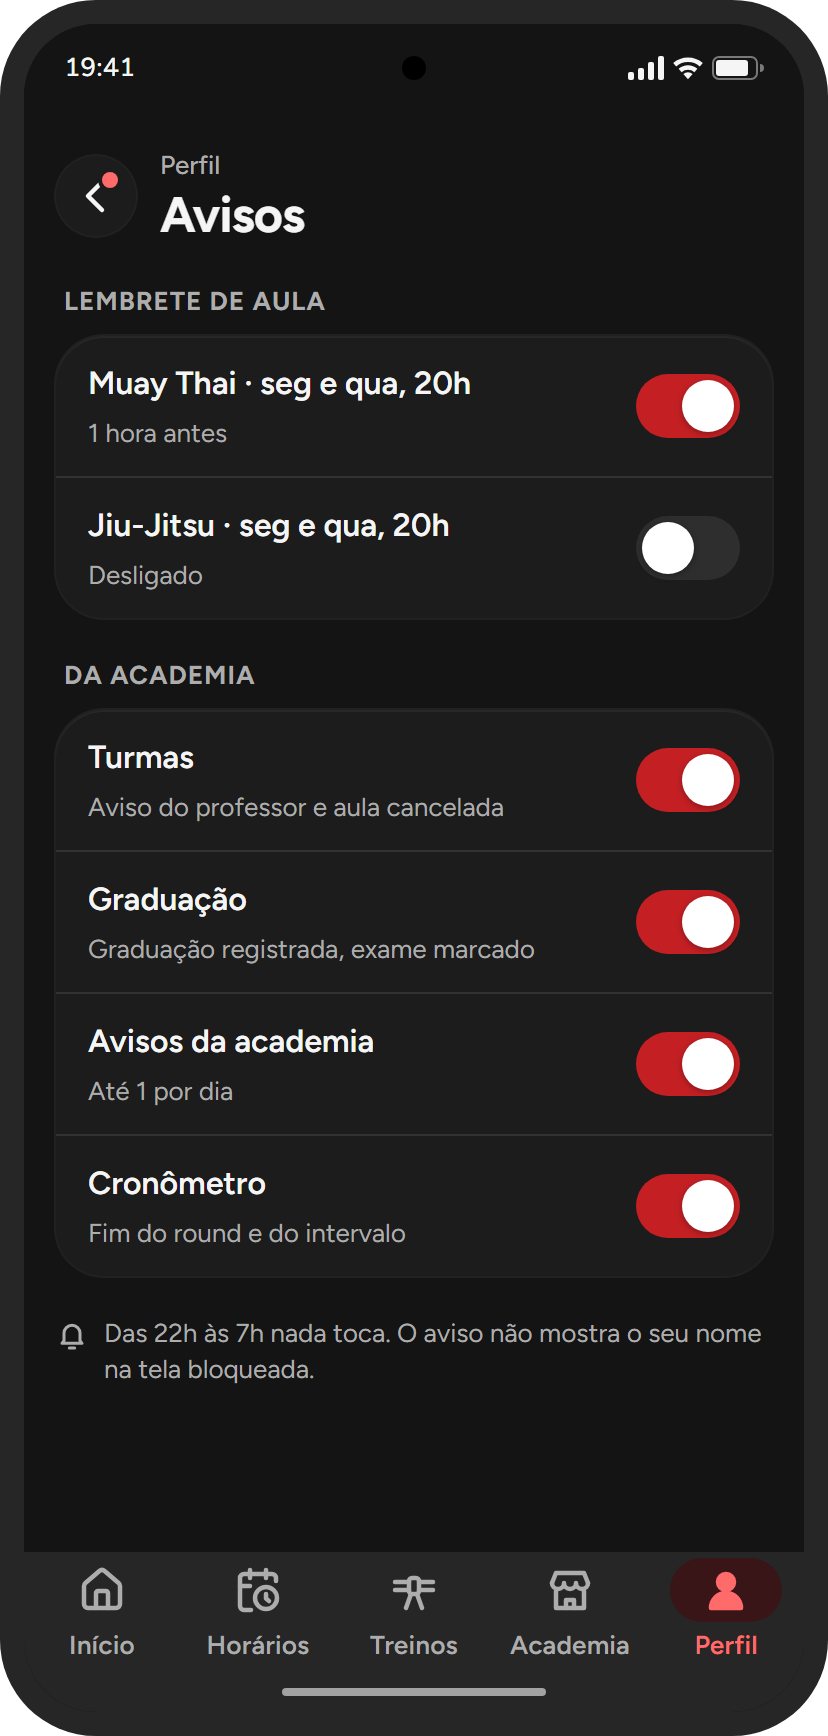 19:41
Perfil
Avisos
LEMBRETE DE AULA
Muay Thai · seg e qua, 20h
1 hora antes
Jiu-Jitsu · seg e qua, 20h
Desligado
DA ACADEMIA
Turmas
Aviso do professor e aula cancelada
Graduação
Graduação registrada, exame marcado
Avisos da academia
Até 1 por dia
Cronômetro
Fim do round e do intervalo
Das 22h às 7h nada toca. O aviso não mostra o seu nome
na tela bloqueada.
Início Horários Treinos Academia Perfil